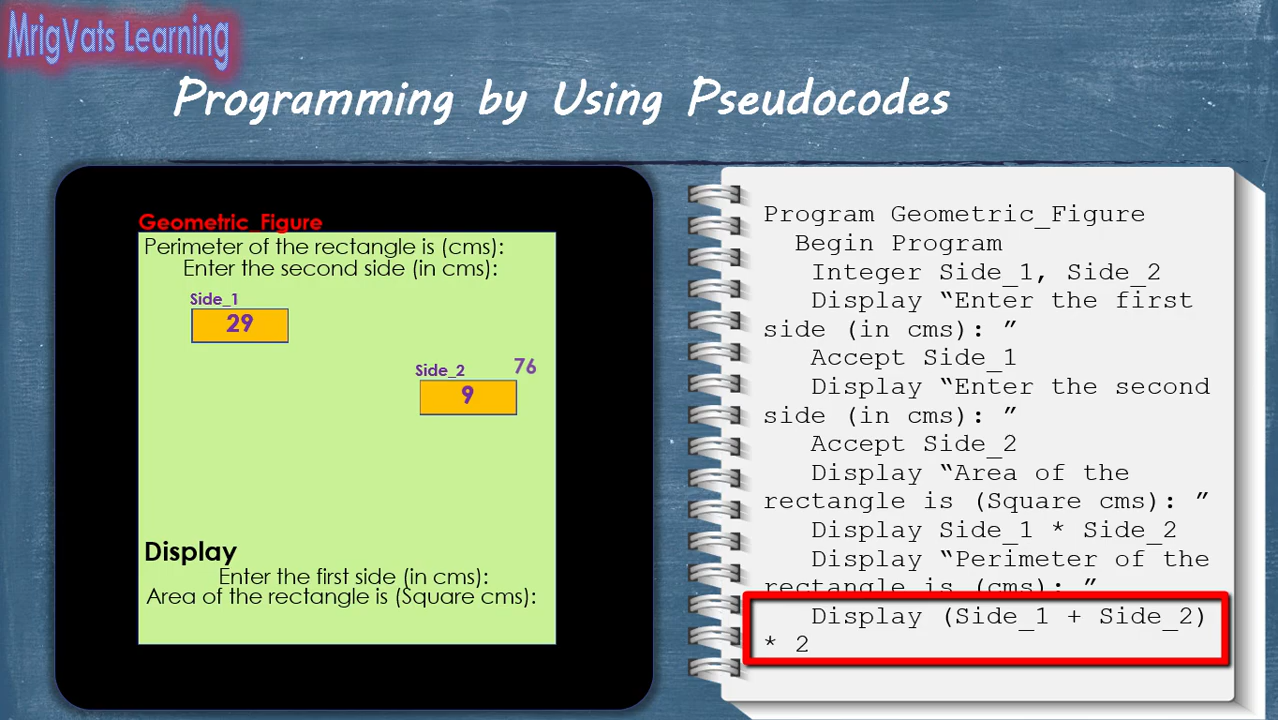 MrigVats Learning
Programming by Using Pseudocodes
Geometric_Figure
Perimeter of the rectangle is (cms):
Enter the second side (in cms):
Side_1
29
Side_2 76
9
Display
Enter the first side (in cms):
Area of the rectangle is (Square cms):
Program Geometric_Figure
Begin Program
Integer Side_1, Side_2
Display “Enter the first
side (in cms): ”
Accept Side_1
Display “Enter the second
side (in cms): ”
Accept Side_2
Display “Area of the
rectangle is (Square cms): ”
Display Side_1 * Side_2
Display “Perimeter of the
rectangle is (cms): ”
Display (Side_1 + Side_2)
* 2